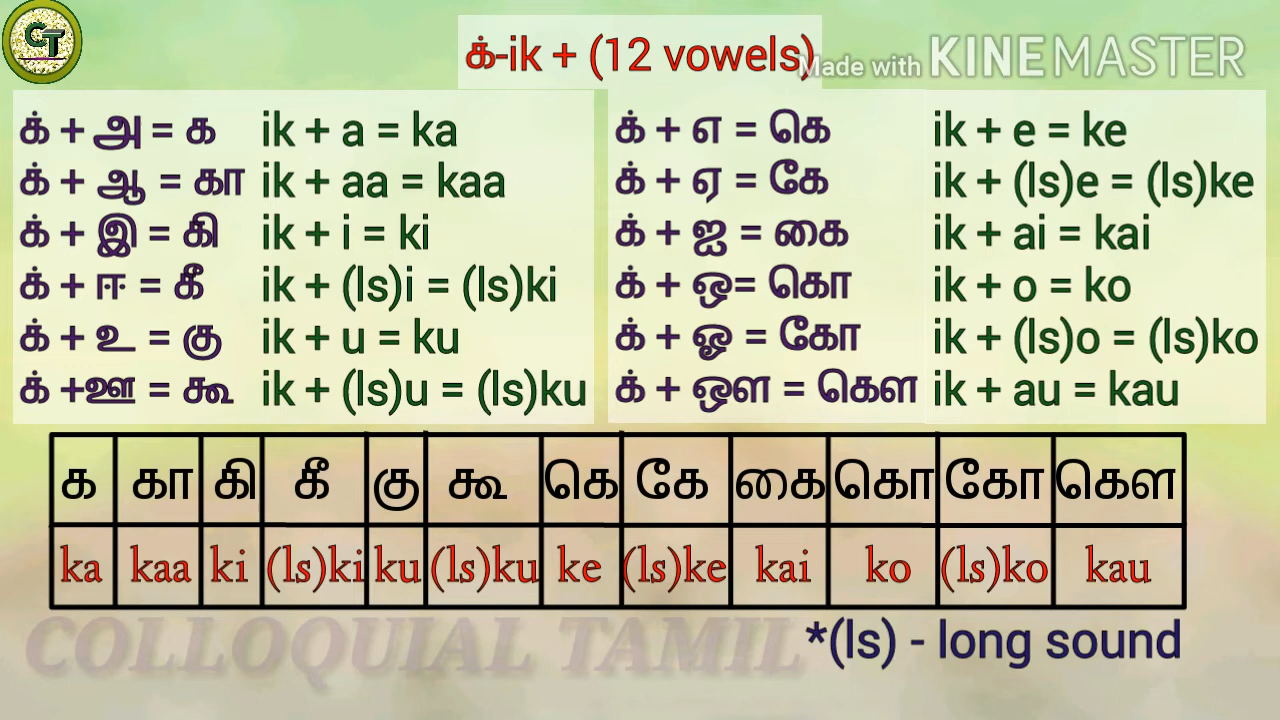 CT
க்-ik + (12 vowels)
Made with KINEMASTER
க் + அ = க ik + a = ka
க் + ஆ = கா ik + aa = kaa
க் + இ = கி ik + i = ki
க் + ஈ = கீ ik + (ls)i = (ls)ki
க் + உ = கு ik + u = ku
க் +ஊ = கூ ik + (ls)u = (ls)ku
க் + எ = கெ ik + e = ke
க் + ஏ = கே ik + (ls)e = (ls)ke
க் + ஐ = கை ik + ai = kai
க் + ஒ= கொ ik + o = ko
க் + ஓ = கோ ik + (ls)o = (ls)ko
க் + ஔ = கௌ ik + au = kau
க கா கி கீ கு கூ கெ கே கை கொ கோ கௌ
ka kaa ki (ls)ki ku (ls)ku ke (ls)ke kai ko (ls)ko kau
COLLOQUIAL TAMIL
*(ls) - long sound